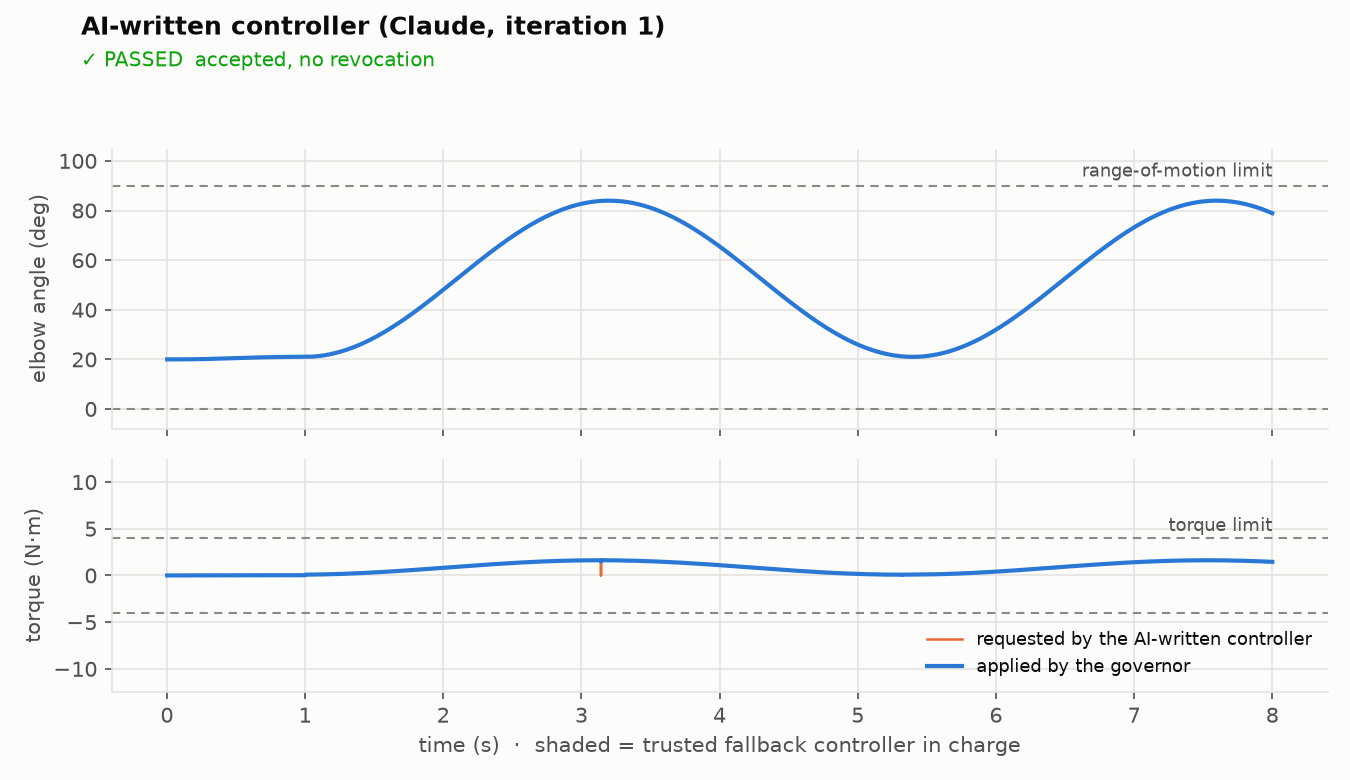 AI-written controller (Claude, iteration 1)
✓ PASSED  accepted, no revocation
elbow angle (deg)
100
80
60
40
20
0
range-of-motion limit
torque (N·m)
10
5
0
−5
−10
torque limit
requested by the AI-written controller
applied by the governor
0 1 2 3 4 5 6 7 8
time (s)  ·  shaded = trusted fallback controller in charge